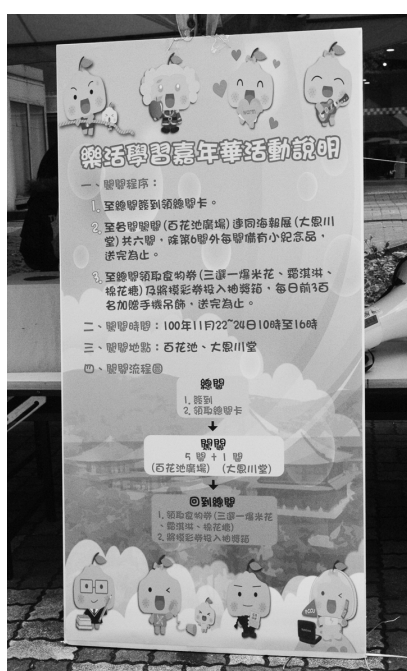 樂活學習嘉年華活動說明
一、闖關程序：
1. 至總關簽到領總關卡。
2. 至各關闖關(百花池廣場)連同海報展(大恩川
堂)共六關，除第6關外每關備有小紀念品，
送完為止。
3. 至總關領取食物券(三選一爆米花、霜淇淋、
棉花糖)及將摸彩券投入抽獎箱，每日前3百
名加贈手機吊飾，送完為止。
二、闖關時間：100年11月22~24日10時至16時
三、闖關地點：百花池、大恩川堂
四、闖關流程圖
總關
1. 簽到
2. 領取總關卡
闖關
5 關 + 1 關
(百花池廣場) (大恩川堂)
回到總關
1. 領取食物券(三選一爆米花
、霜淇淋、棉花糖)
2. 將摸彩券投入抽獎箱